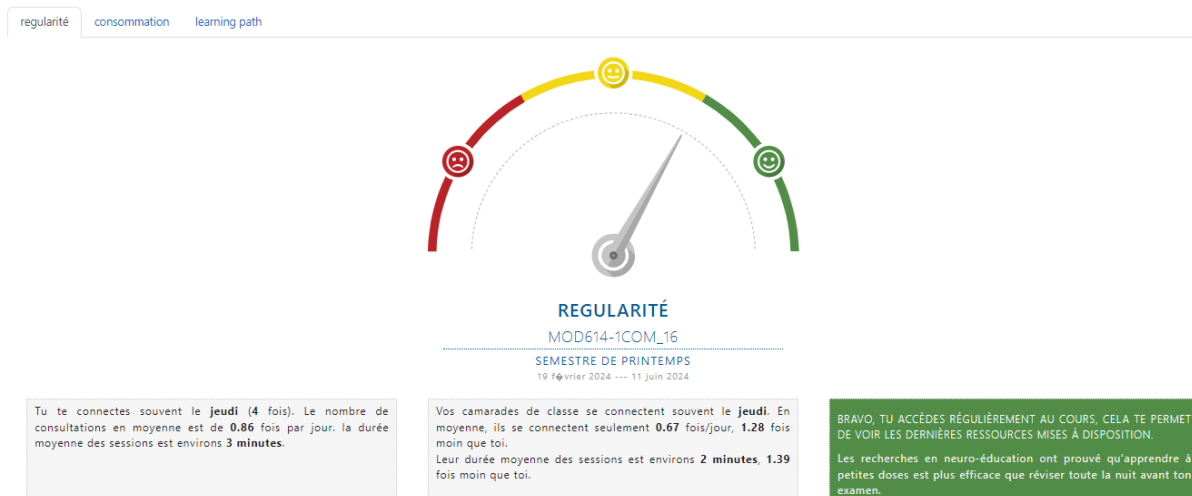 regularité
consommation
learning path
REGULARITÉ
MOD614-1COM_16
SEMESTRE DE PRINTEMPS
19 f�vrier 2024 --- 11 juin 2024
Tu te connectes souvent le jeudi (4 fois). Le nombre de
consultations en moyenne est de 0.86 fois par jour. la durée
moyenne des sessions est environs 3 minutes.
Vos camarades de classe se connectent souvent le jeudi. En
moyenne, ils se connectent seulement 0.67 fois/jour, 1.28 fois
moin que toi.
Leur durée moyenne des sessions est environs 2 minutes, 1.39
fois moin que toi.
BRAVO, TU ACCÈDES RÉGULIÈREMENT AU COURS, CELA TE PERMET
DE VOIR LES DERNIÈRES RESSOURCES MISES À DISPOSITION.
Les recherches en neuro-éducation ont prouvé qu'apprendre à
petites doses est plus efficace que réviser toute la nuit avant ton
examen.